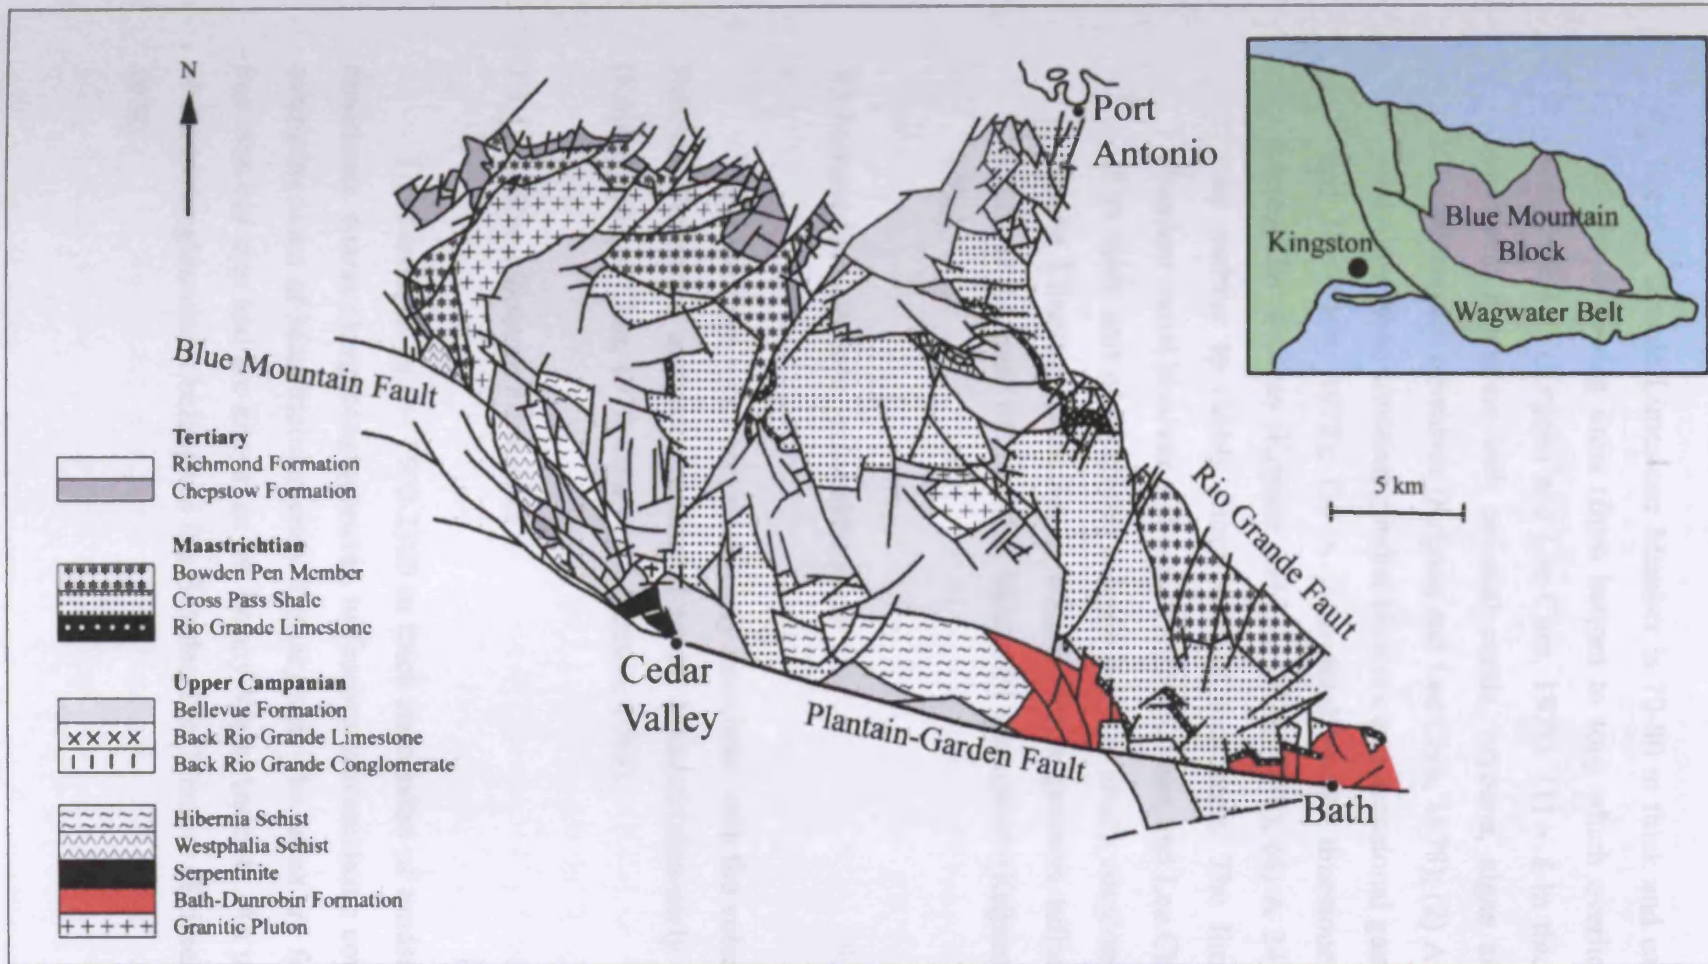 N
Port
Antonio
Kingston
Blue Mountain
Block
Wagwater Belt
Blue Mountain Fault
Rio Grande Fault
5 km
Cedar
Valley
Plantain-Garden Fault
Bath
Tertiary
Richmond Formation
Chepstow Formation
Maastrichtian
Bowden Pen Member
Cross Pass Shale
Rio Grande Limestone
Upper Campanian
Bellevue Formation
Back Rio Grande Limestone
Back Rio Grande Conglomerate
Hibernia Schist
Westphalia Schist
Serpentinite
Bath-Dunrobin Formation
Granitic Pluton